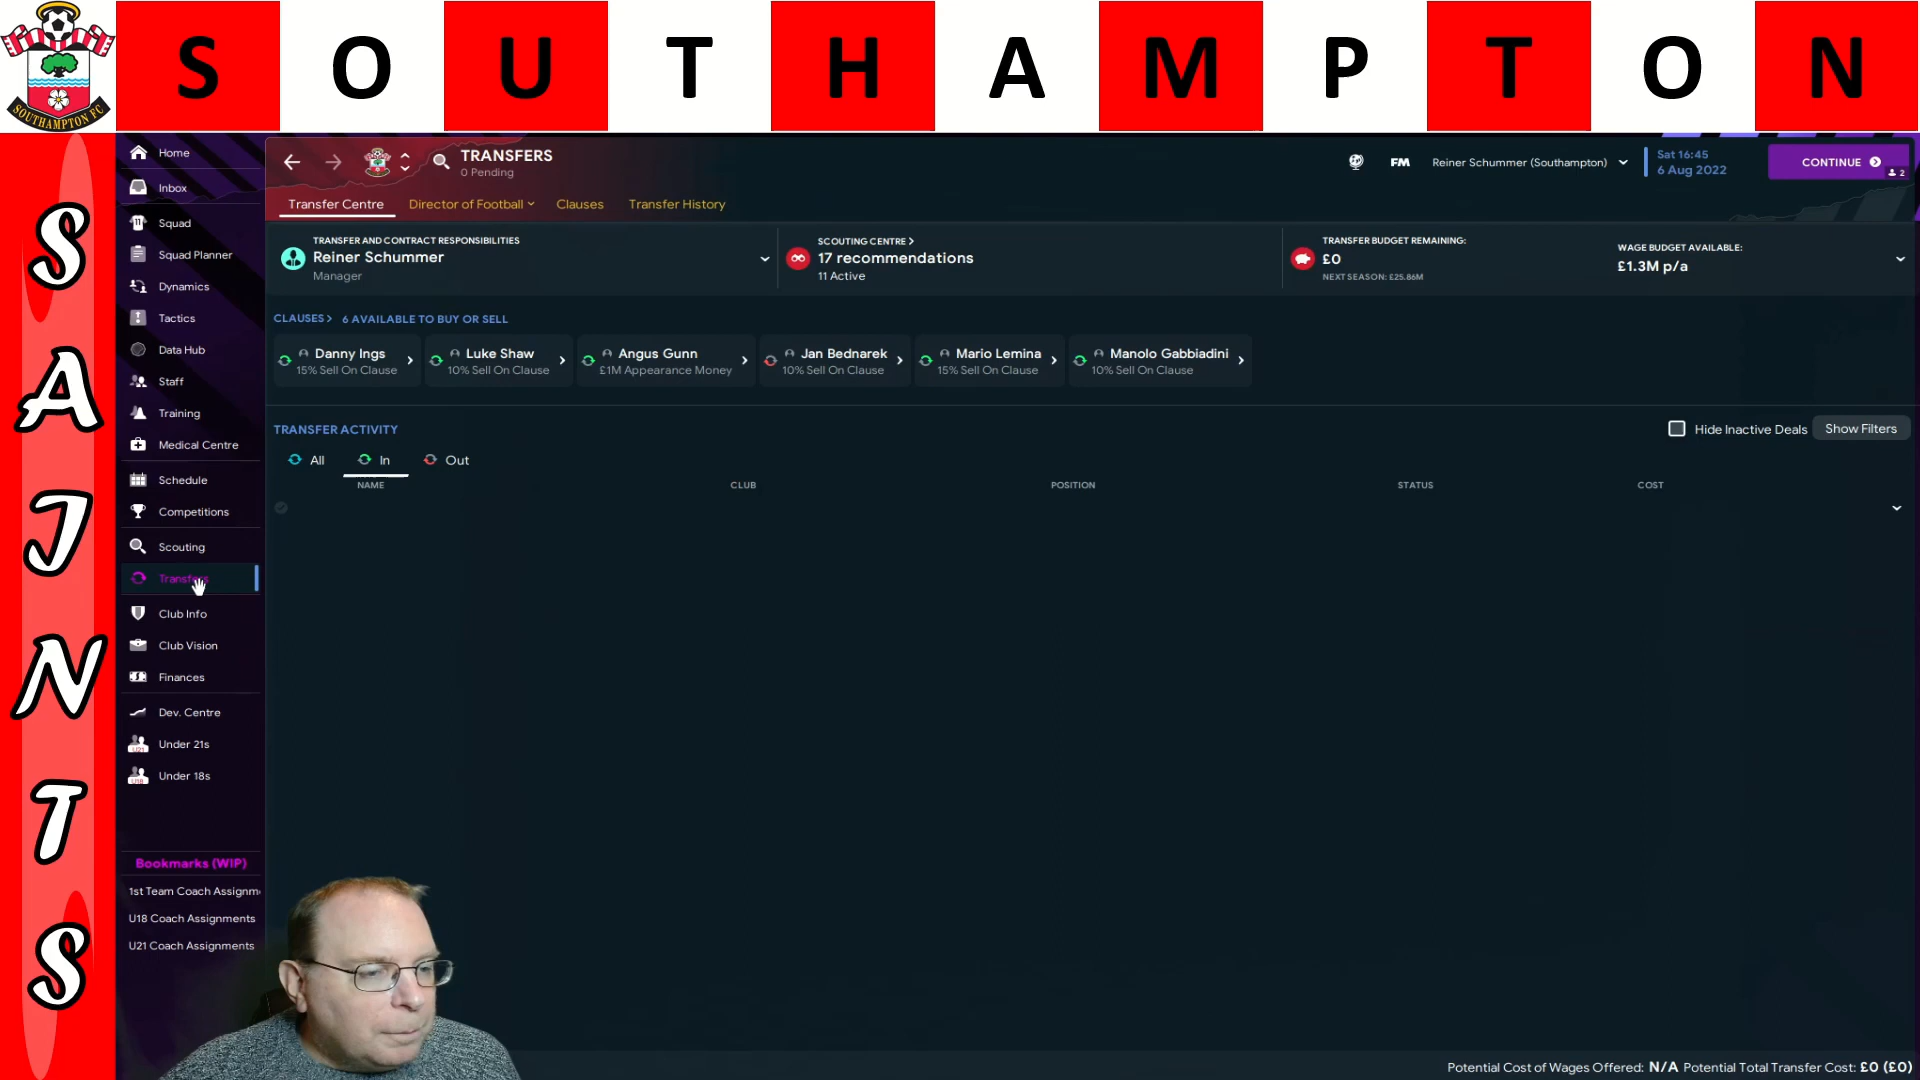 SOUTHAMPTON
SOUTHAMPTON FC
SAINTS
Home
Inbox
Squad
Squad Planner
Dynamics
Tactics
Data Hub
Staff
Training
Medical Centre
Schedule
Competitions
Scouting
Transfers
Club Info
Club Vision
Finances
Dev. Centre
Under 21s
Under 18s
Bookmarks (WIP)
1st Team Coach Assignm
U18 Coach Assignments
U21 Coach Assignments
TRANSFERS
0 Pending
FM
Reiner Schummer (Southampton)
Sat 16:45
6 Aug 2022
CONTINUE
2
Transfer Centre
Director of Football
Clauses
Transfer History
TRANSFER AND CONTRACT RESPONSIBILITIES
Reiner Schummer
Manager
SCOUTING CENTRE >
17 recommendations
11 Active
TRANSFER BUDGET REMAINING:
£0
NEXT SEASON: £25.86M
WAGE BUDGET AVAILABLE:
£1.3M p/a
CLAUSES > 6 AVAILABLE TO BUY OR SELL
Danny Ings
15% Sell On Clause
Luke Shaw
10% Sell On Clause
Angus Gunn
£1M Appearance Money
Jan Bednarek
10% Sell On Clause
Mario Lemina
15% Sell On Clause
Manolo Gabbiadini
10% Sell On Clause
TRANSFER ACTIVITY
Hide Inactive Deals
Show Filters
All
In
Out
NAME CLUB POSITION STATUS COST
Potential Cost of Wages Offered: N/A Potential Total Transfer Cost: £0 (£0)